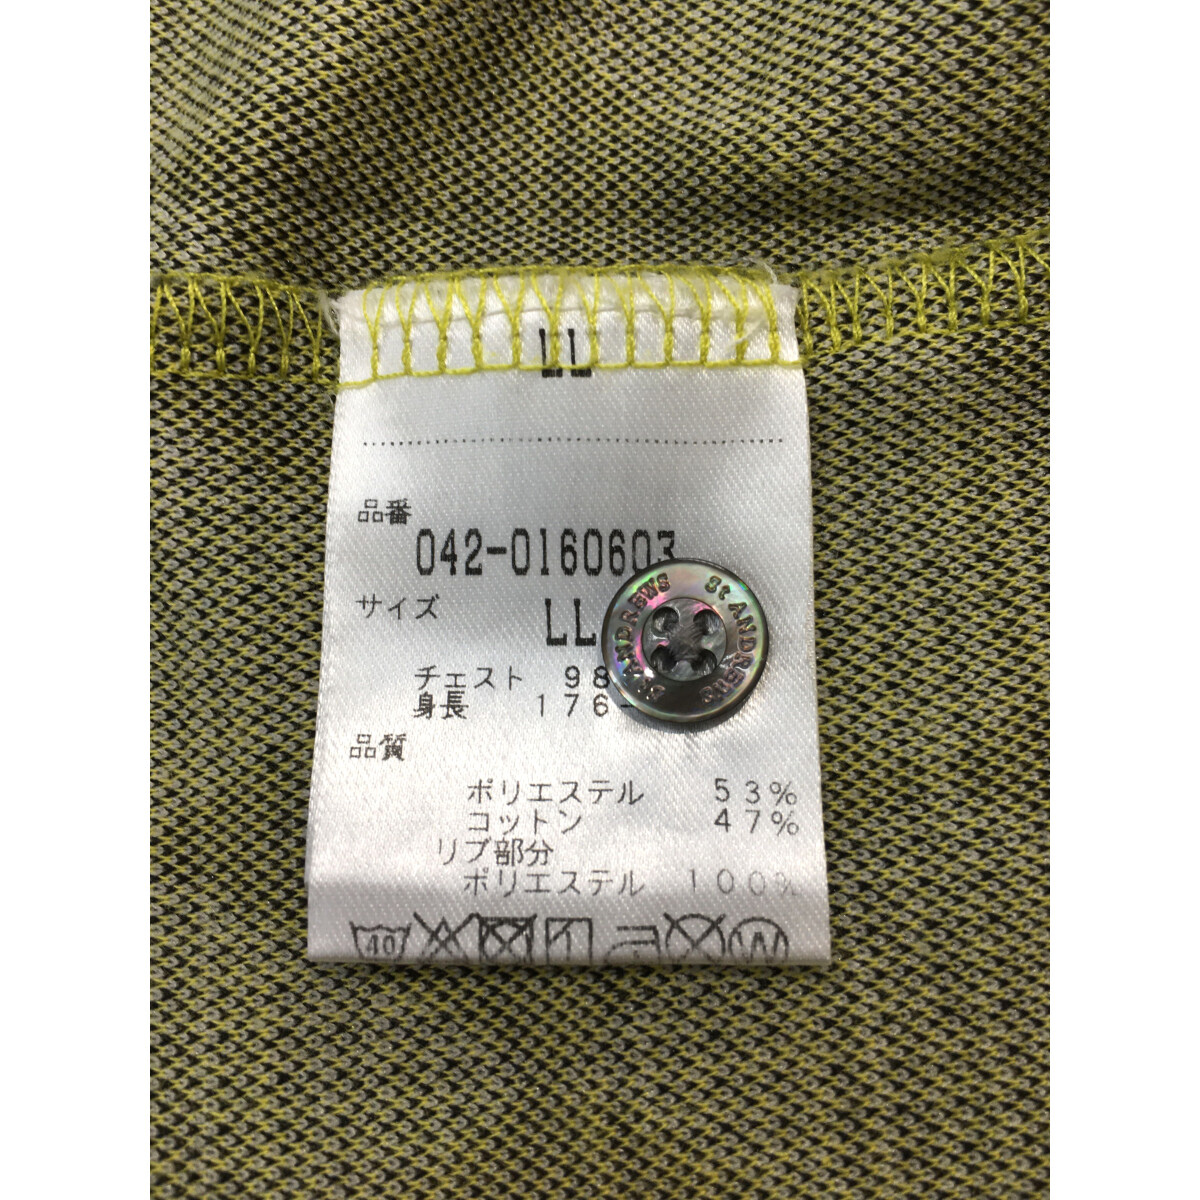 LL
品番
042-0160603
サイズ
LL
チェスト 98
身長 176-
品質
ポリエステル 53%
コットン 47%
リブ部分
ポリエステル 100%
40
W
St ANDREWS
St ANDREWS